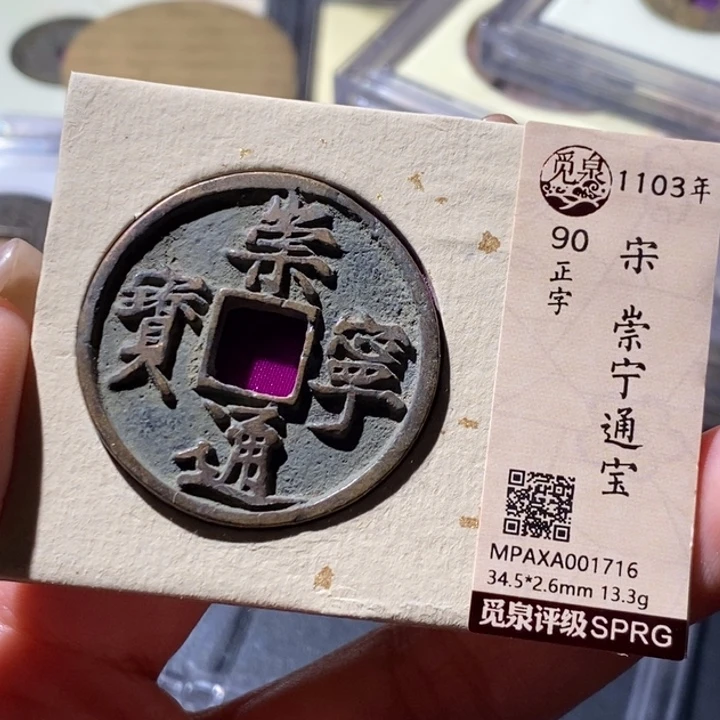 崇
寧
通
寶
觅泉
1103年
90
正字
宋 崇宁通宝
MPAXA001716
34.5*2.6mm 13.3g
觅泉评级SPRG